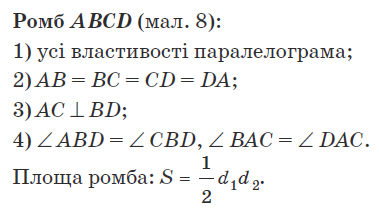 Ромб ABCD (мал. 8):
1) усі властивості паралелограма;
2) AB = BC = CD = DA;
3) AC ⊥ BD;
4) ∠ABD = ∠CBD, ∠BAC = ∠DAC.
Площа ромба: S = 1/2 d₁d₂.